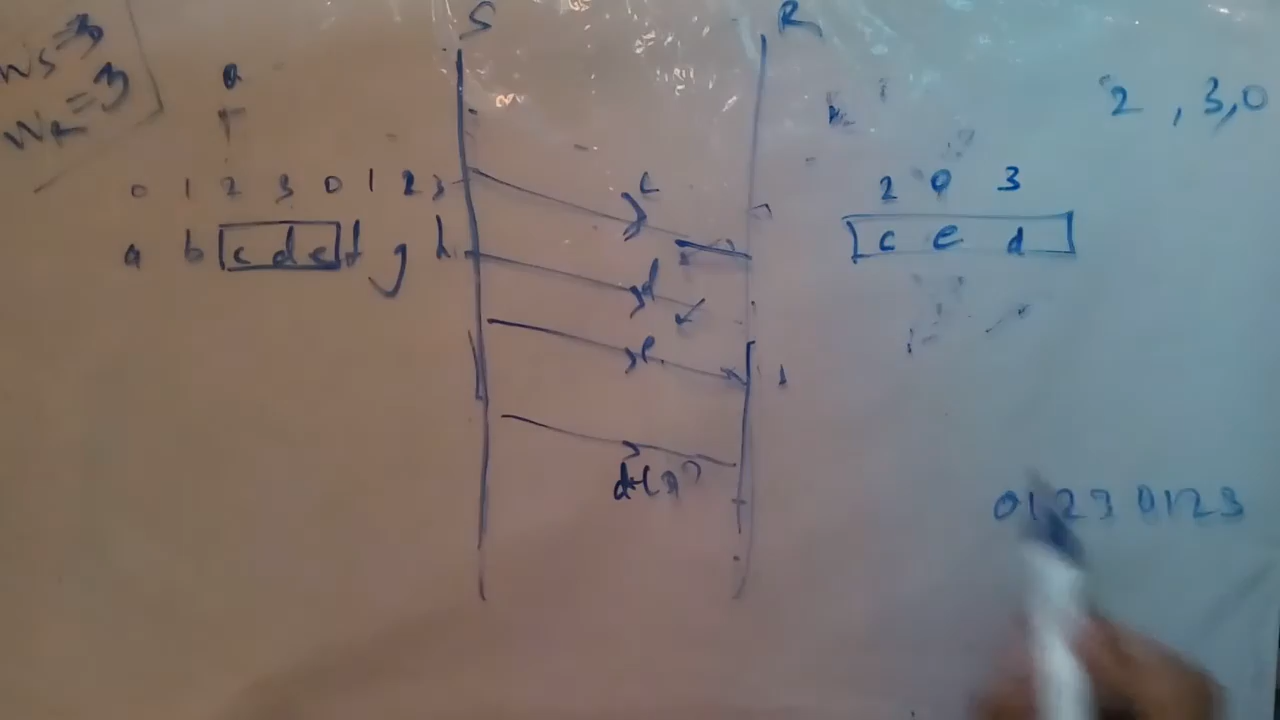 S R
Ws=3
WR=3
2, 3, 0
0 1 2 3 0 1 2 3
a b c d e f g h
c
2 0 3
c e d
d
e
0 1 2 3 0 1 2 3